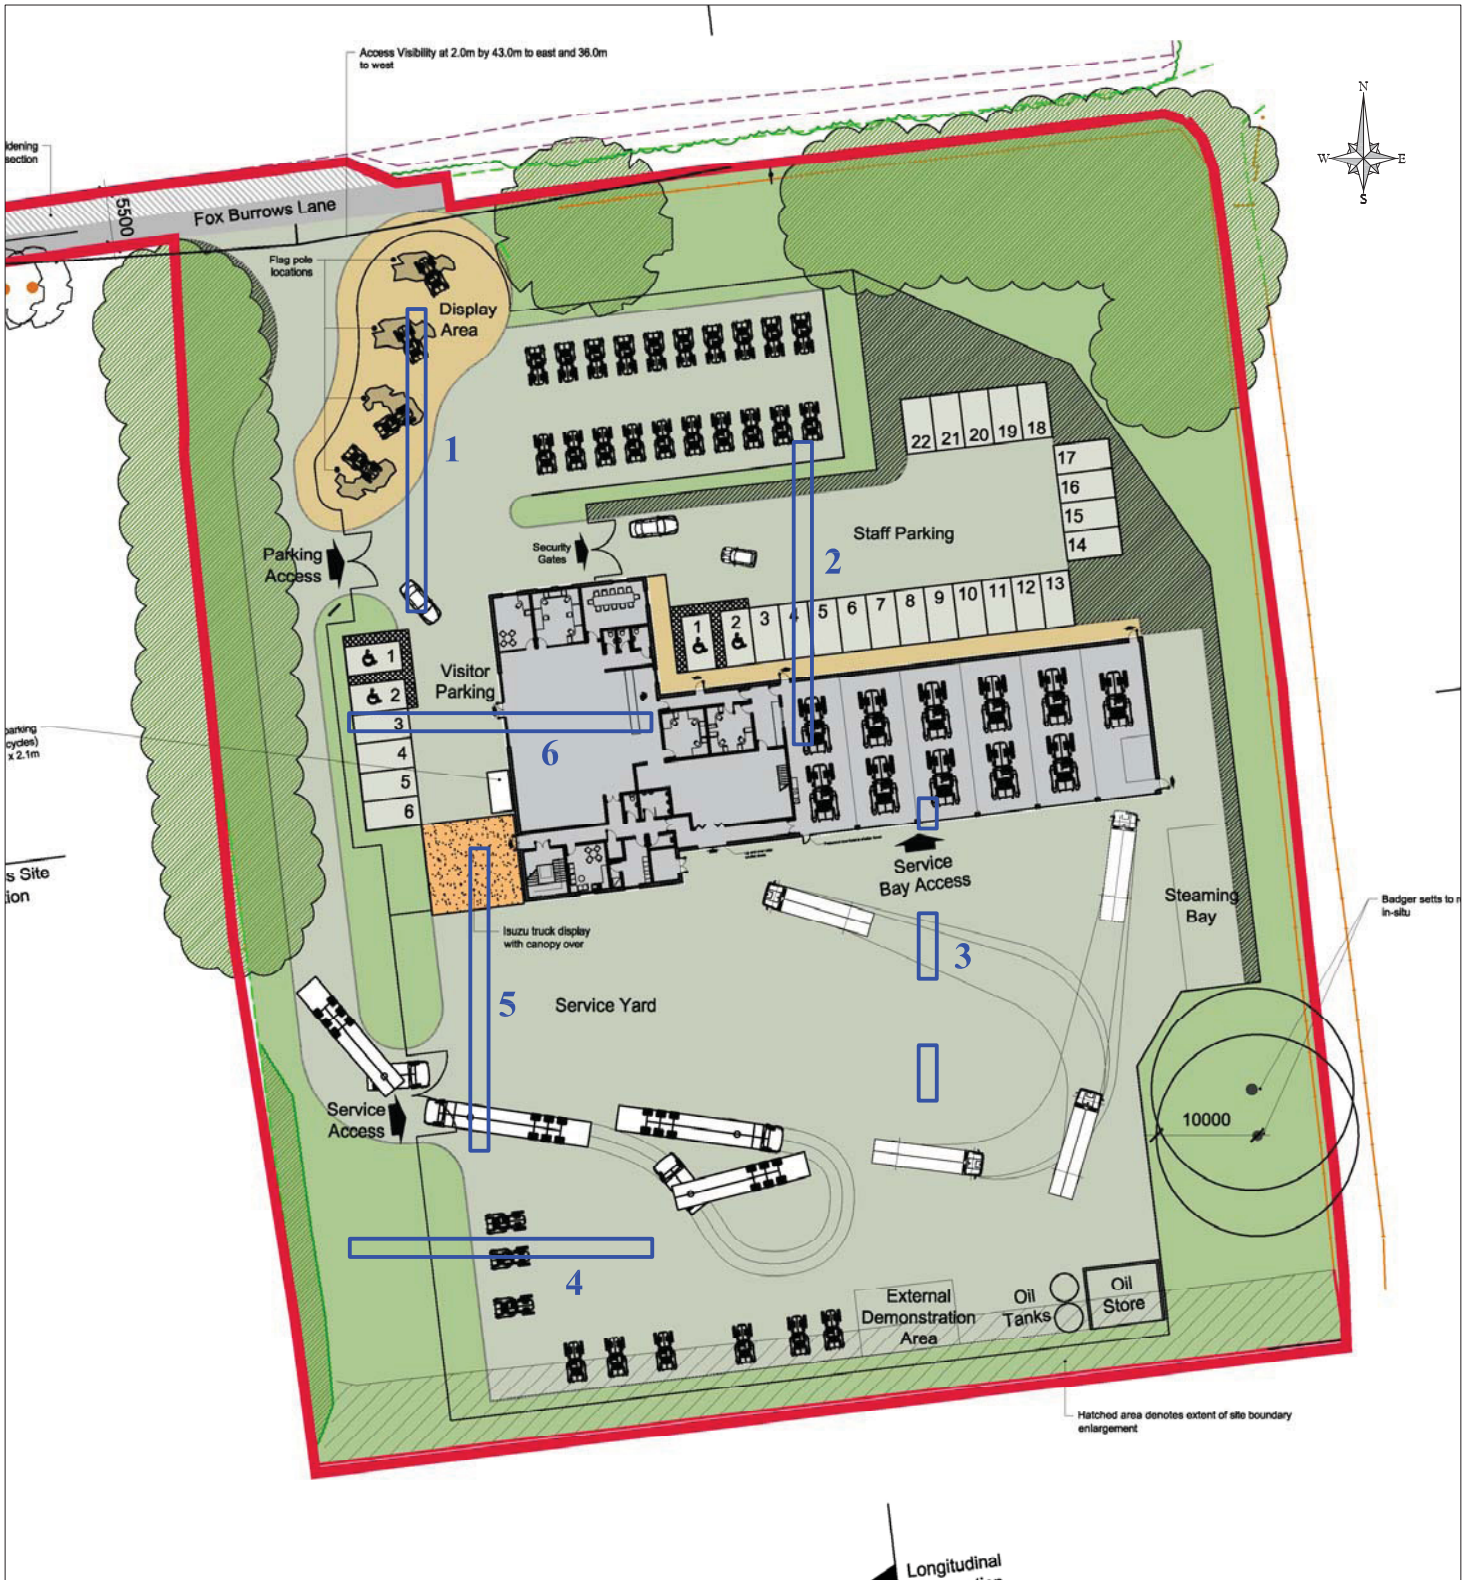 Access Visibility at 2.0m by 43.0m to east and 36.0m
to west
N
W E
S
section
5500
Fox Burrows Lane
Flag pole
locations
Display
Area
1
22 21 20 19 18
17
16
15
14
Staff Parking
Security
Gates
Parking
Access
2
1 2 3 4 5 6 7 8 9 10 11 12 13
1
2
3
4
5
6
Visitor
Parking
6
cycles)
x 2.1m
Service
Bay Access
Steaming
Bay
Site
Badger setts to
in-situ
Isuzu truck display
with canopy over
3
5
Service Yard
Service
Access
10000
4
External
Demonstration
Area
Oil
Tanks
Oil
Store
Hatched area denotes extent of site boundary
enlargement
Longitudinal